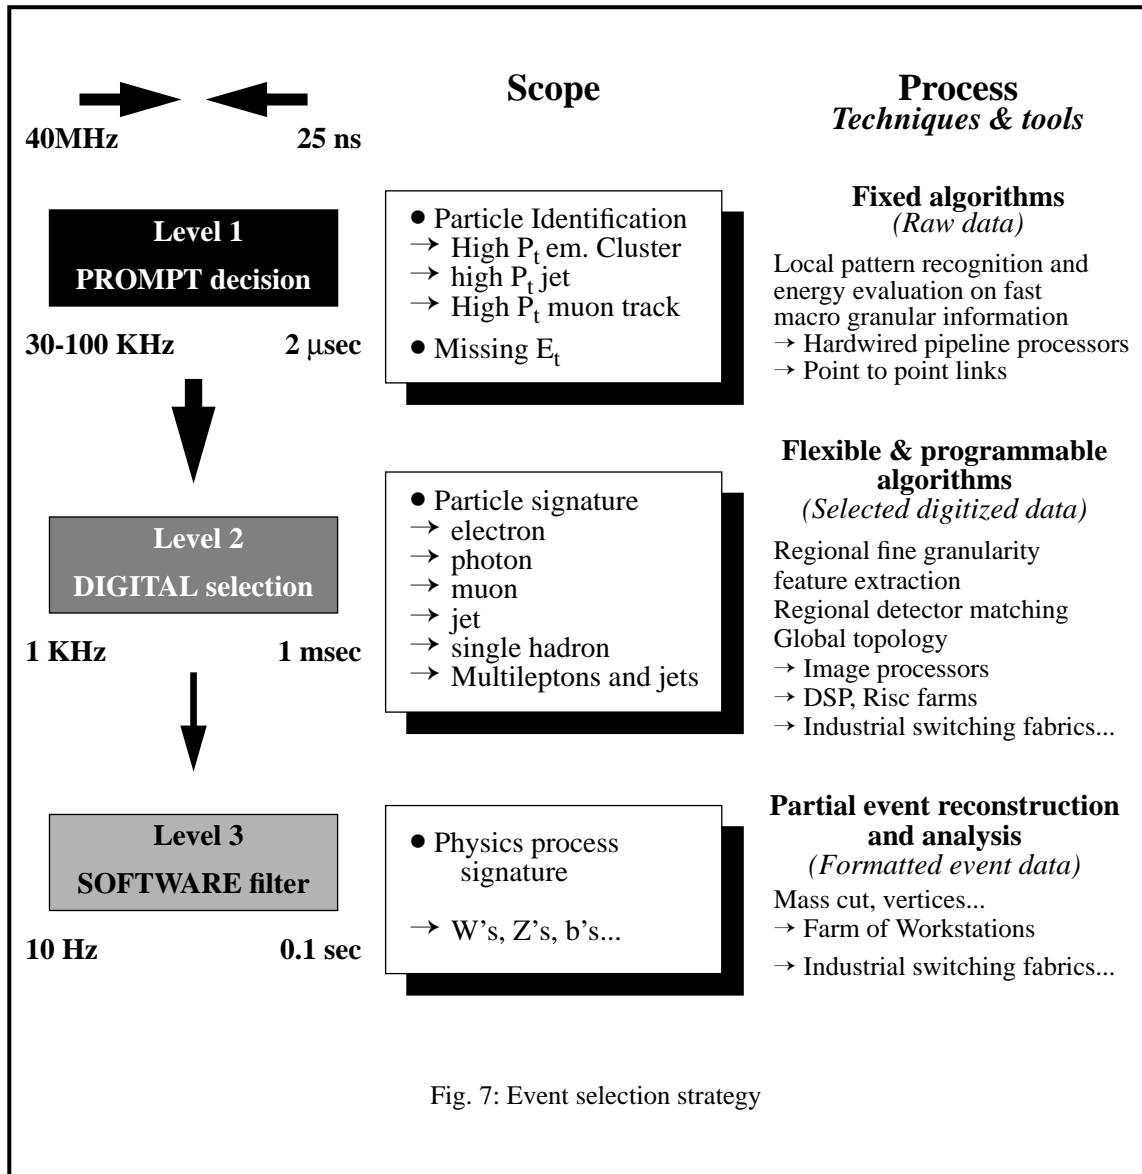 Scope
Process
Techniques & tools
40MHz 25 ns
Level 1
PROMPT decision
30-100 KHz 2 μsec
● Particle Identification
→ High Pt em. Cluster
→ high Pt jet
→ High Pt muon track
● Missing Et
Fixed algorithms
(Raw data)
Local pattern recognition and
energy evaluation on fast
macro granular information
→ Hardwired pipeline processors
→ Point to point links
Level 2
DIGITAL selection
1 KHz 1 msec
● Particle signature
→ electron
→ photon
→ muon
→ jet
→ single hadron
→ Multileptons and jets
Flexible & programmable
algorithms
(Selected digitized data)
Regional fine granularity
feature extraction
Regional detector matching
Global topology
→ Image processors
→ DSP, Risc farms
→ Industrial switching fabrics...
Level 3
SOFTWARE filter
10 Hz 0.1 sec
● Physics process
signature
→ W's, Z's, b's...
Partial event reconstruction
and analysis
(Formatted event data)
Mass cut, vertices...
→ Farm of Workstations
→ Industrial switching fabrics...
Fig. 7: Event selection strategy